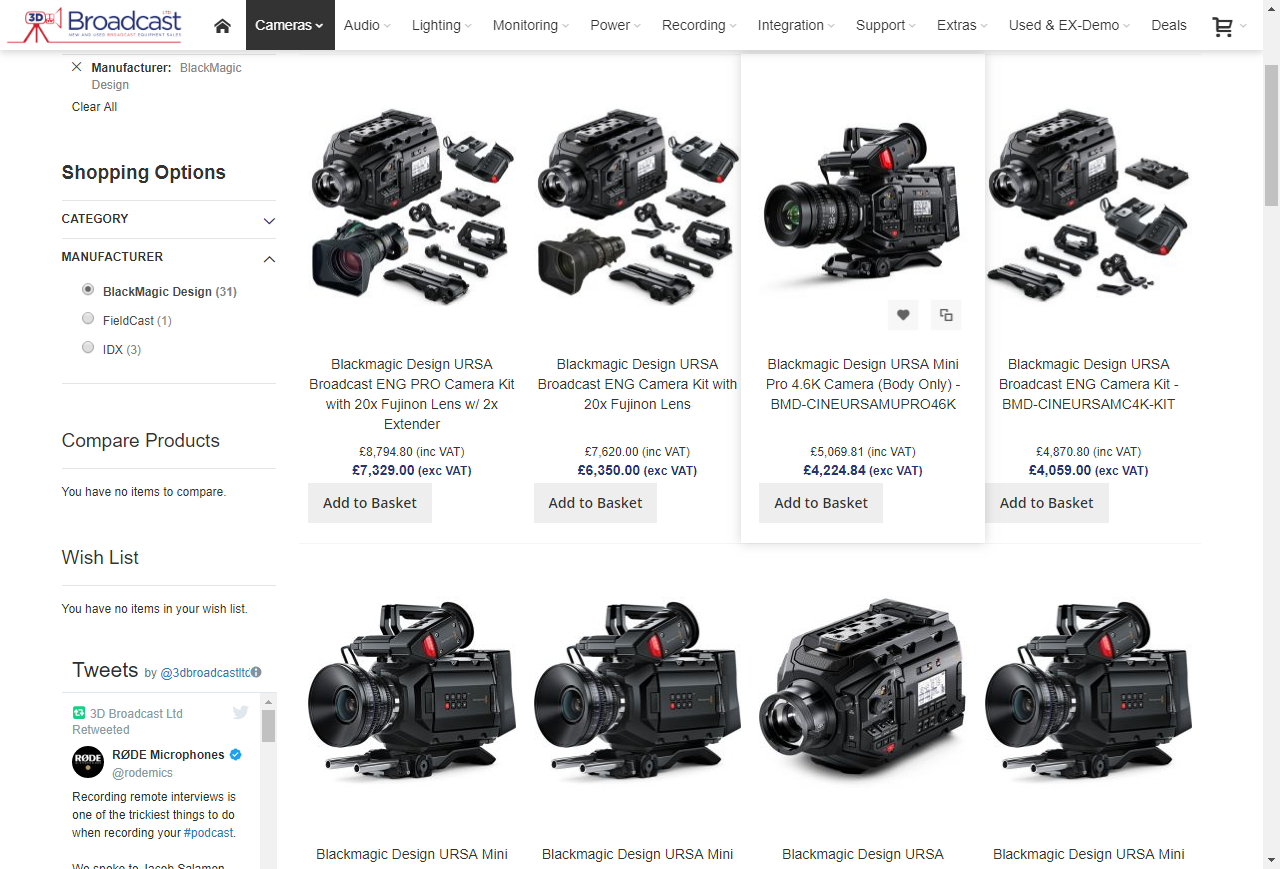 3D Broadcast LTD
NEW AND USED BROADCAST EQUIPMENT SALES
Cameras
Audio
Lighting
Monitoring
Power
Recording
Integration
Support
Extras
Used & EX-Demo
Deals
Manufacturer: BlackMagic
Design
Clear All
Shopping Options
CATEGORY
MANUFACTURER
BlackMagic Design (31)
FieldCast (1)
IDX (3)
Compare Products
You have no items to compare.
Wish List
You have no items in your wish list.
Tweets by @3dbroadcastltd
3D Broadcast Ltd
Retweeted
RØDE
RØDE Microphones
@rodemics
Recording remote interviews is
one of the trickiest things to do
when recording your #podcast.
We spoke to Jacob Salamon
Blackmagic Design URSA
Broadcast ENG PRO Camera Kit
with 20x Fujinon Lens w/ 2x
Extender
£8,794.80 (inc VAT)
£7,329.00 (exc VAT)
Add to Basket
Blackmagic Design URSA
Broadcast ENG Camera Kit with
20x Fujinon Lens
£7,620.00 (inc VAT)
£6,350.00 (exc VAT)
Add to Basket
Blackmagic Design URSA Mini
Pro 4.6K Camera (Body Only) -
BMD-CINEURSAMUPRO46K
£5,069.81 (inc VAT)
£4,224.84 (exc VAT)
Add to Basket
Blackmagic Design URSA
Broadcast ENG Camera Kit -
BMD-CINEURSAMC4K-KIT
£4,870.80 (inc VAT)
£4,059.00 (exc VAT)
Add to Basket
Blackmagic Design URSA Mini
Blackmagic Design URSA Mini
Blackmagic Design URSA
Blackmagic Design URSA Mini